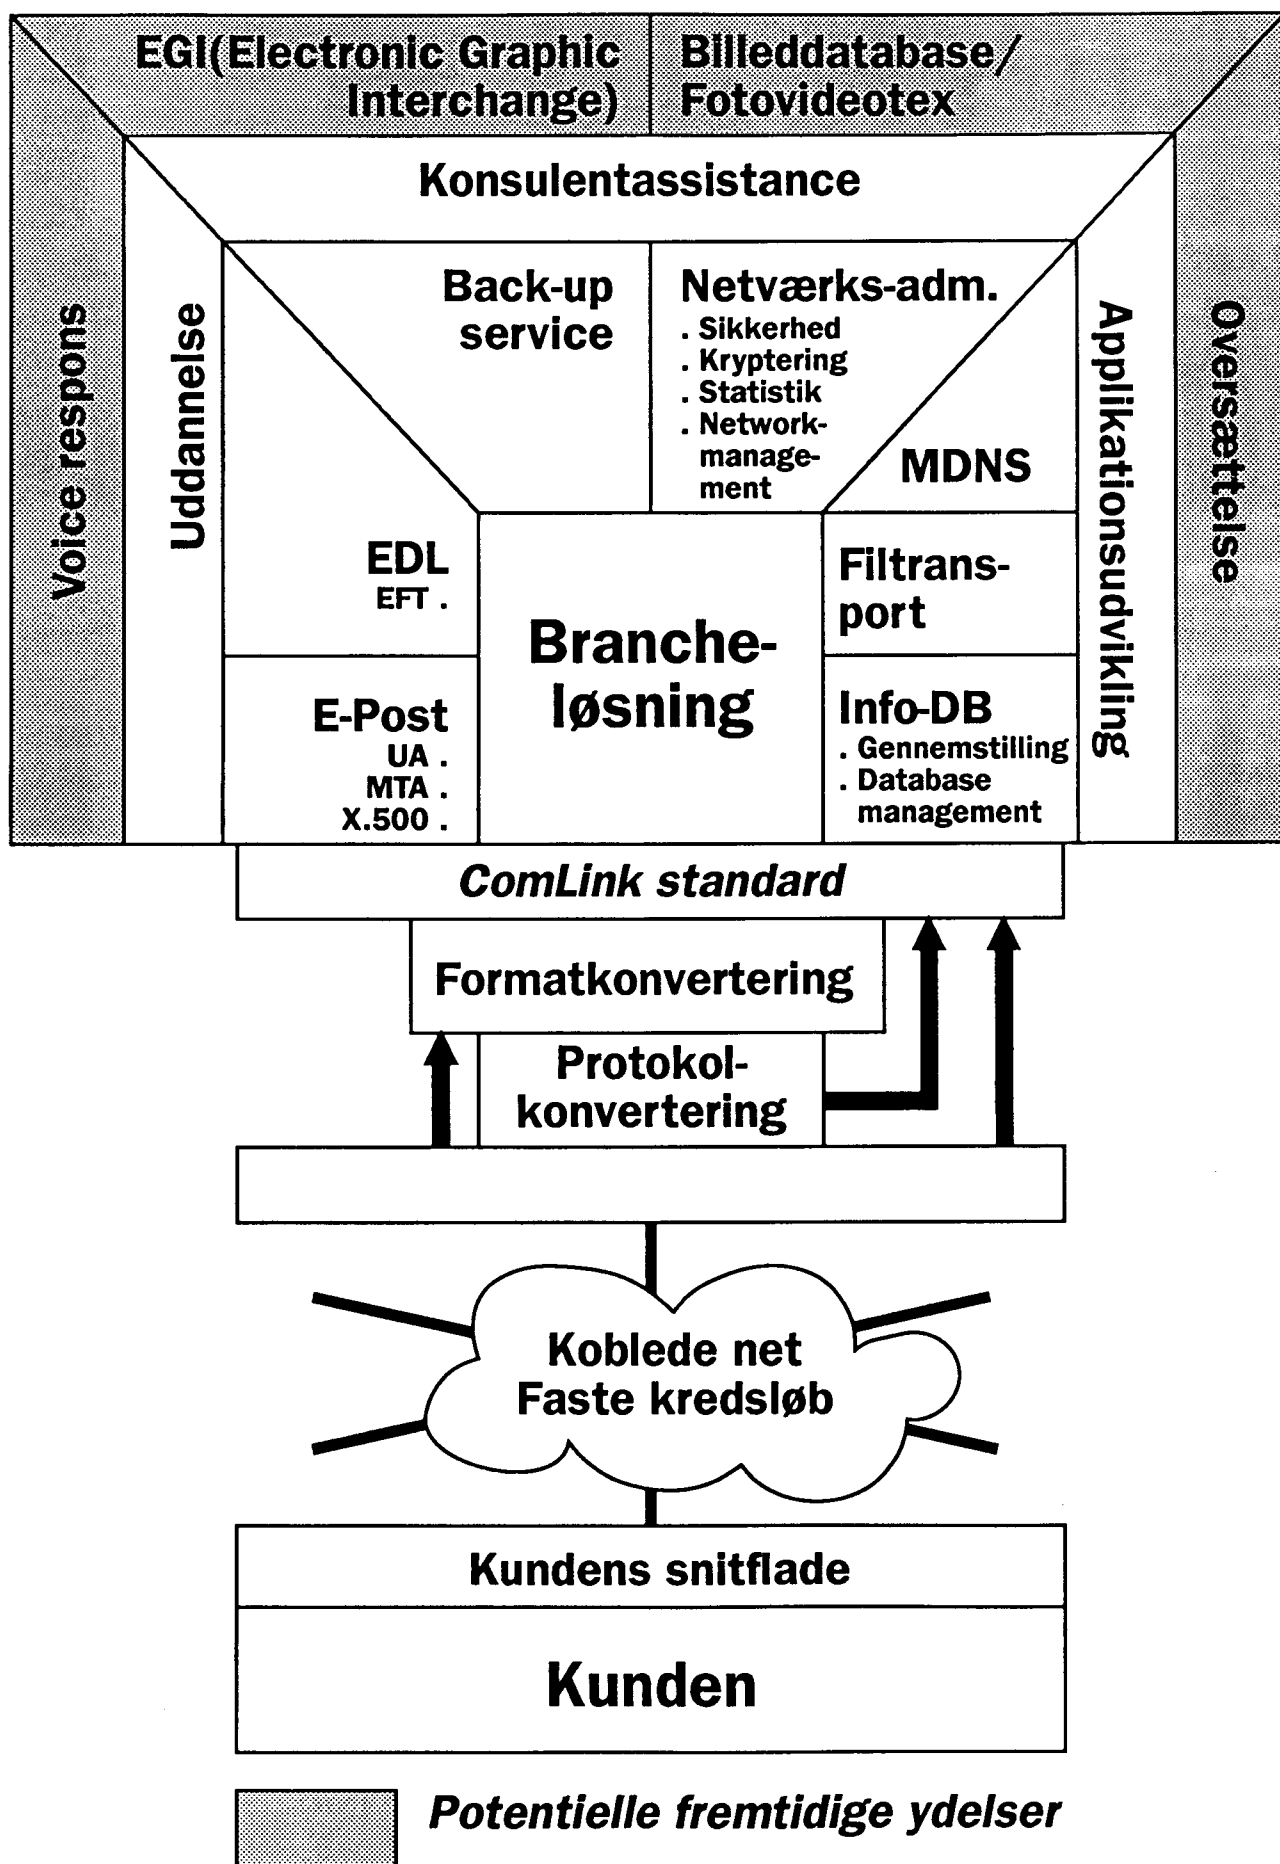 EGI(Electronic Graphic
Interchange)
Billeddatabase/
Fotovideotex
Konsulentassistance
Voice respons
Uddannelse
Back-up
service
Netværks-adm.
. Sikkerhed
. Kryptering
. Statistik
. Network-
manage-
ment
MDNS
Applikationsudvikling
Oversættelse
EDL
EFT .
Branche-
løsning
Filtrans-
port
E-Post
UA .
MTA .
X.500 .
Info-DB
. Gennemstilling
. Database
management
ComLink standard
Formatkonvertering
Protokol-
konvertering
Koblede net
Faste kredsløb
Kundens snitflade
Kunden
Potentielle fremtidige ydelser